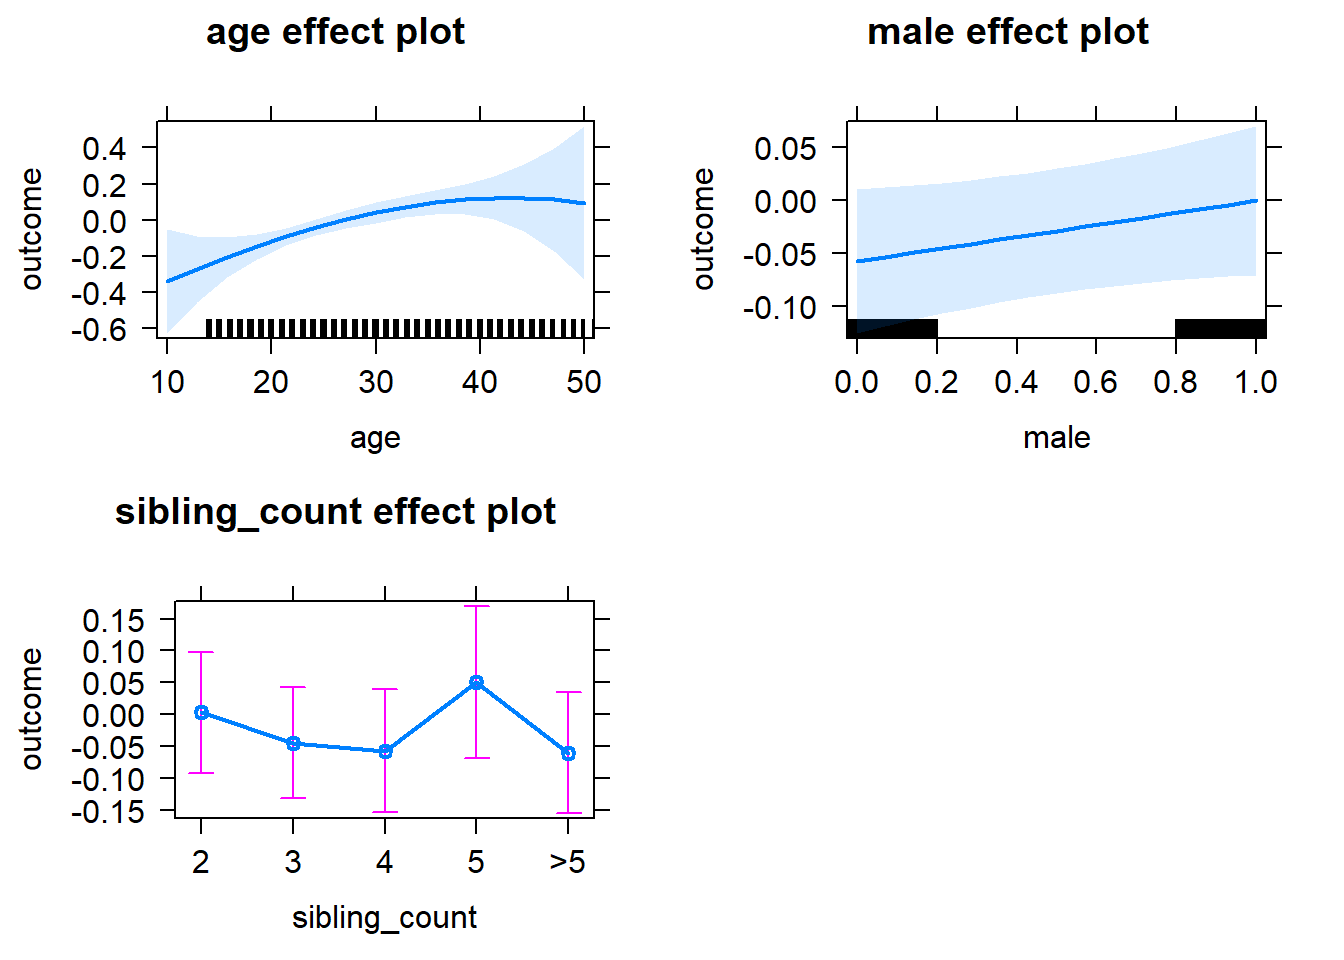 age effect plot
outcome
0.4
0.2
0.0
-0.2
-0.4
-0.6
10 20 30 40 50
age
male effect plot
outcome
0.05
0.00
-0.05
-0.10
0.0 0.2 0.4 0.6 0.8 1.0
male
sibling_count effect plot
outcome
0.15
0.10
0.05
0.00
-0.05
-0.10
-0.15
2 3 4 5 >5
sibling_count